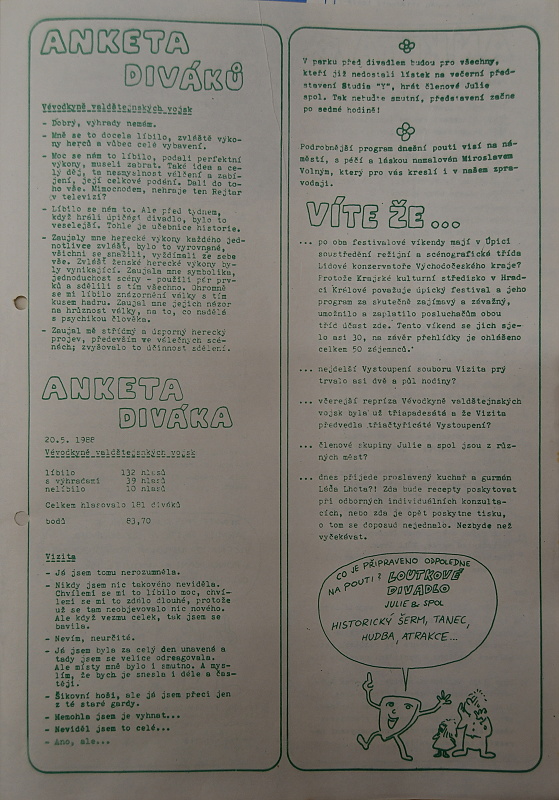 ANKETA
DIVÁKŮ
Vévodkyně valdštejnských vojsk
- Dobrý, výhrady nemám.
- Mně se to docela líbilo, zvláště výko-
ny herců a vůbec celé vybavení.
- Moc se nám to líbilo, podali perfektní
výkony, museli zabrat. Také idea a ce-
lý děj, to nesmyslnost válčení a zabí-
jení, její celkové podání. Dali do to-
ho vše. Mimochodem, nehraje ten Rejtar
v televizi?
- Líbilo se nám to. Ale před týdnem,
když hráli úpičtí divadlo, bylo to
veselejší. Tohle je učebnice historie.
- Zaujaly mne herecké výkony každého jed-
notlivce zvlášť, bylo to vyrovnané,
všichni se snažili, vyždímali ze sebe
vše. Zvlášť ženské herecké výkony by-
ly vynikající. Zaujala mne symbolika,
jednoduchost scény - použili pár prv-
ků a sdělili s tím všechno. Ohromně
se mi líbilo znázornění války s tím
kusem hadru. Zaujal mne jejich názor
na hrůznost války, na to, co nadělá
s psychikou člověka.
- Zaujal mě střídmý a úsporný herecký
projev, především ve válečných scé-
nách; zvyšovalo to účinnost sdělení.
ANKETA
DIVÁKA
20.5. 1988
Vévodkyně valdštejnských vojsk
líbilo 132 hlasů
s výhradami 39 hlasů
nelíbilo 10 hlasů
Celkem hlasovalo 181 diváků
bodů 83,70
Vizita
- Já jsem tomu nerozuměla.
- Nikdy jsem nic takového neviděla.
Chvílemi se mi to líbilo moc, chví-
lemi se mi to zdálo dlouhé, protože
už se tam neobjevovalo nic nového.
Ale když vezmu celek, tak jsem se
bavila.
- Nevím, neurčitě.
- Já jsem byla za celý den unavená a
tady jsem se velice odreagovala.
Ale místy mně bylo i smutno. A mys-
lím, že bych je snesla i déle a čas-
těji.
- Šikovní hoši, ale já jsem přeci jen
z té staré gardy.
- Nemohla jsem je vyhnat...
- Neviděl jsem to celé...
- Ano, ale...
V parku před divadlem budou pro všechny,
kteří již nedostali lístek na večerní před-
stavení Studia "Y", hrát členové Julie a
spol. Tak nebuďte smutní, představení začne
po sedmé hodině!
Podrobnější program dnešní pouti visí na ná-
městí, s péčí a láskou namalován Miroslavem
Volným, který pro vás kreslí i v našem zpra-
vodaji.
VÍTE ŽE...
... po oba festivalové víkendy mají v Úpici
soustředění režijní a scénografická třída
Lidové konzervatoře Východočeského kraje?
Protože Krajské kulturní středisko v Hrad-
ci Králové považuje úpický festival a jeho
program za skutečně zajímavý a závažný,
umožnilo a zaplatilo posluchačům obou
tříd účast zde. Tento víkend se jich sje-
lo asi 30, na závěr přehlídky je ohlášeno
celkem 50 zájemců.
... nejdelší Vystoupení souboru Vizita prý
trvalo asi dvě a půl hodiny?
... včerejší repríza Vévodkyně valdštejnských
vojsk byla už třiapadesátá a že Vizita
předvedla třiačtyřicáté Vystoupení?
... členové skupiny Julie a spol jsou z růz-
ných měst?
... dnes přijede proslavený kuchař a gurmán
Láďa Lhota?! Zda bude recepty poskytovat
při odborných individuálních konzulta-
cích, nebo zda je opět poskytne tisku,
o tom se doposud nejednalo. Nezbyde než
vyčkávat.
CO JE PŘIPRAVENO ODPOLEDNE
NA POUTI?
LOUTKOVÉ
DIVADLO
JULIE & SPOL
HISTORICKÝ ŠERM, TANEC,
HUDBA, ATRAKCE...